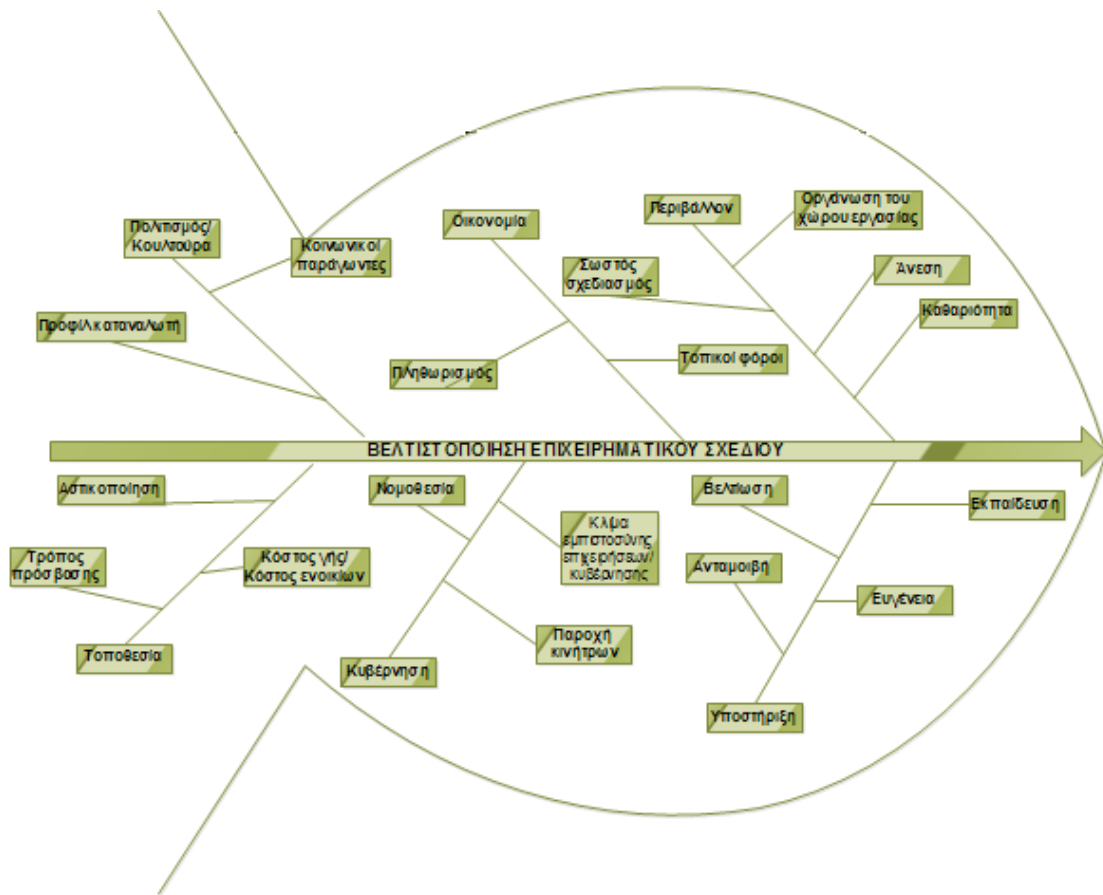 Πολιτισμός/
Κουλτούρα
Κοινωνικοί
παράγωντες
Προφίλ καταναλωτή
Οικονομία
Σωστός
σχεδιασμός
Πληθωρισμός
Τοπικοί φόροι
Περιβάλλον
Οργάνωση του
χώρου εργασίας
Άνεση
Καθαριότητα
ΒΕΛΤΙΣΤΟΠΟΙΗΣΗ ΕΠΙΧΕΙΡΗΜΑΤΙΚΟΥ ΣΧΕΔΙΟΥ
Αστικοποίηση
Τρόπος
πρόσβασης
Κόστος γής/
Κόστος ενοικίων
Τοποθεσία
Νομοθεσία
Κλίμα
εμπιστοσύνης
επιχειρήσεων/
κυβέρνησης
Παροχή
κινήτρων
Κυβέρνηση
Βελτίωση
Εκπαίδευση
Ανταμοιβή
Ευγένεια
Υποστήριξη